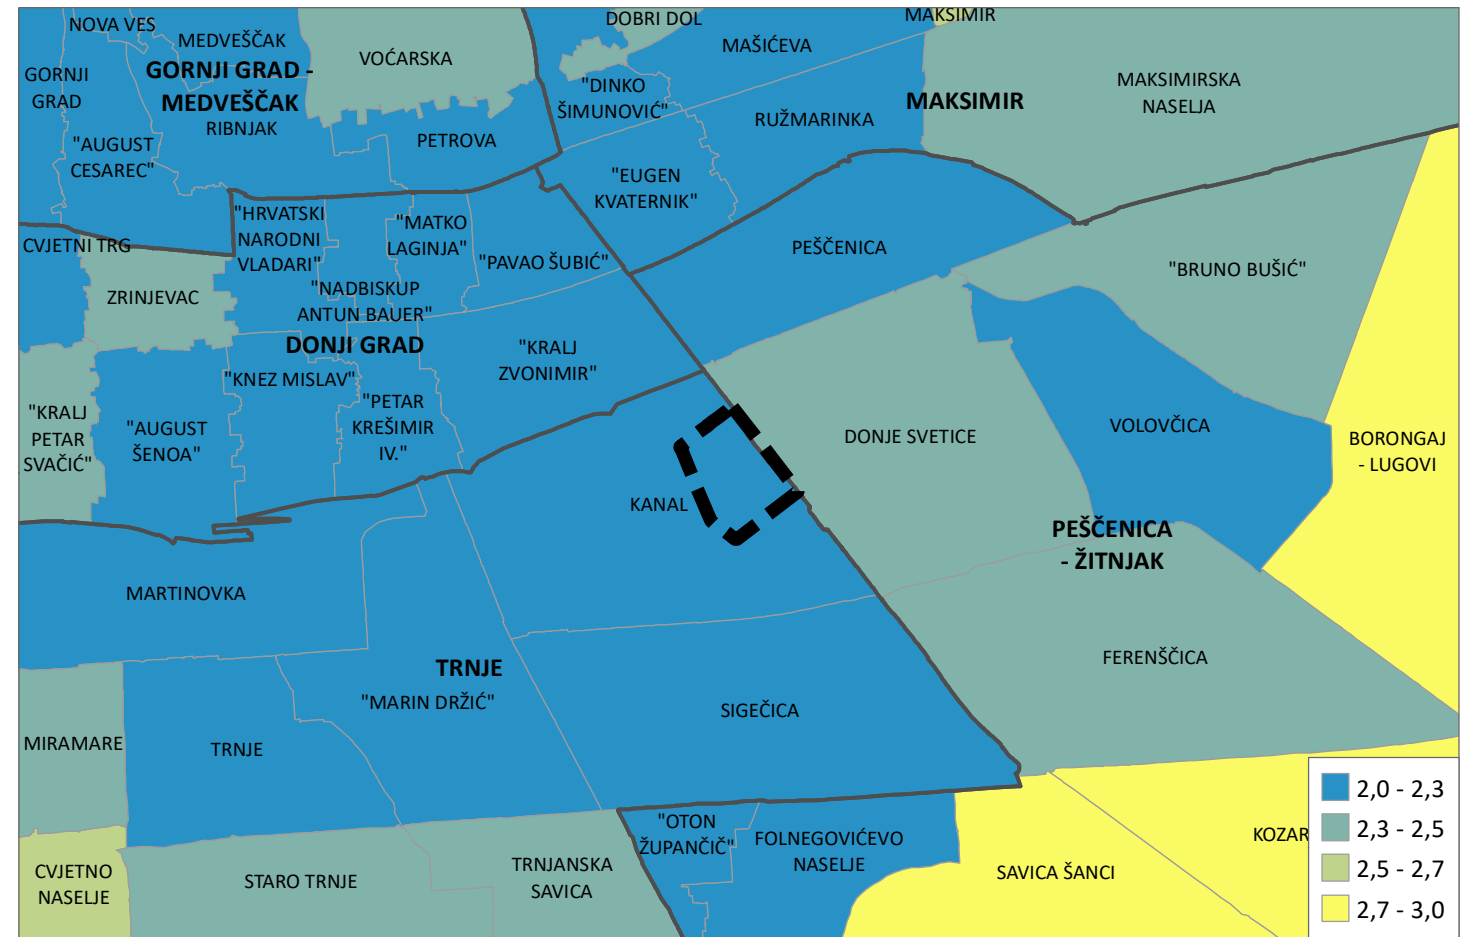 NOVA VES
MEDVEŠČAK
GORNJI
GRAD
GORNJI GRAD -
MEDVEŠČAK
RIBNJAK
"AUGUST
CESAREC"
VOĆARSKA
PETROVA
DOBRI DOL
MAŠIĆEVA
MAKSIMIR
"DINKO
ŠIMUNOVIĆ"
RUŽMARINKA
MAKSIMIR
MAKSIMIRSKA
NASELJA
"EUGEN
KVATERNIK"
CVJETNI TRG
"HRVATSKI
NARODNI
VLADARI"
"MATKO
LAGINJA"
"PAVAO ŠUBIĆ"
PEŠČENICA
"BRUNO BUŠIĆ"
ZRINJEVAC
"NADBISKUP
ANTUN BAUER"
DONJI GRAD
"KNEZ MISLAV"
"KRALJ
ZVONIMIR"
"KRALJ
PETAR
SVAČIĆ"
"AUGUST
ŠENOA"
"PETAR
KREŠIMIR
IV."
DONJE SVETICE
VOLOVČICA
BORONGAJ
- LUGOVI
KANAL
PEŠČENICA
- ŽITNJAK
MARTINOVKA
TRNJE
"MARIN DRŽIĆ"
FERENŠČICA
SIGEČICA
MIRAMARE
TRNJE
"OTON
ŽUPANČIČ"
FOLNEGOVIĆEVO
NASELJE
KOZAR
CVJETNO
NASELJE
STARO TRNJE
TRNJANSKA
SAVICA
SAVICA ŠANCI
2,0 - 2,3
2,3 - 2,5
2,5 - 2,7
2,7 - 3,0